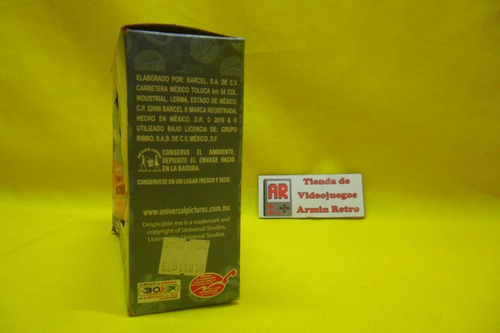 ELABORADO POR: BARCEL, S.A. DE C.V.
CARRETERA MÉXICO TOLUCA km 54 COL.
INDUSTRIAL, LERMA, ESTADO DE MÉXICO,
C.P. 52000 BARCEL ® MARCA REGISTRADA,
HECHO EN MÉXICO, D.R. © 2010 & ®
UTILIZADO BAJO LICENCIA DE: GRUPO
BIMBO, S.A.B. DE C.V. MÉXICO, D.F.
CONSERVE EL AMBIENTE,
DEPOSITE EL ENVASE VACIO
EN LA BASURA.
CONSERVESE EN UN LUGAR FRESCO Y SECO.
www.universalpictures.com.mx
Despicable me is a trademark and
copyright of Universal Studios.
AR
Tienda de
Videojuegos
Armin Retro